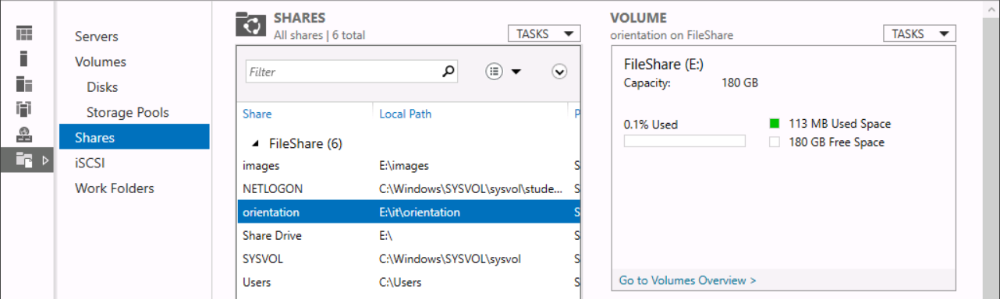 Servers
Volumes
Disks
Storage Pools
Shares
iSCSI
Work Folders
SHARES
All shares | 6 total
TASKS
Filter
Share Local Path P
FileShare (6)
images E:\images S
NETLOGON C:\Windows\SYSVOL\sysvol\stude... S
orientation E:\it\orientation S
Share Drive E:\ S
SYSVOL C:\Windows\SYSVOL\sysvol S
Users C:\Users S
VOLUME
orientation on FileShare
TASKS
FileShare (E:)
Capacity: 180 GB
0.1% Used
113 MB Used Space
180 GB Free Space
Go to Volumes Overview >